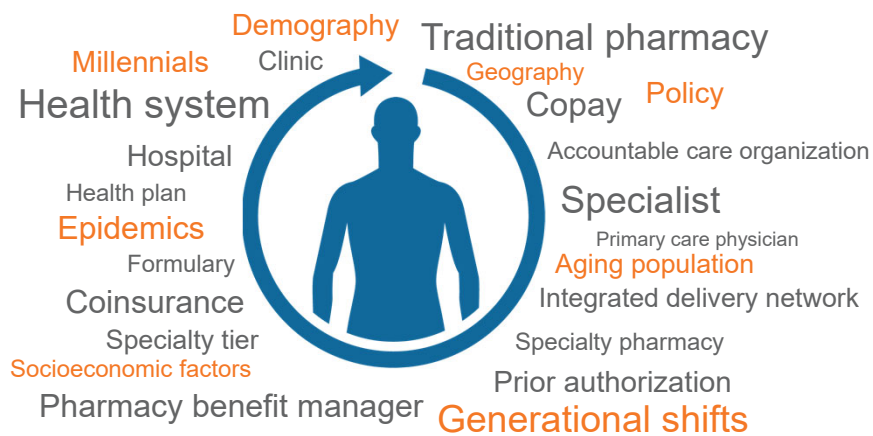 Demography
Traditional pharmacy
Millennials
Clinic
Geography
Health system
Copay
Policy
Hospital
Accountable care organization
Health plan
Specialist
Epidemics
Primary care physician
Formulary
Aging population
Coinsurance
Integrated delivery network
Specialty tier
Specialty pharmacy
Socioeconomic factors
Prior authorization
Pharmacy benefit manager
Generational shifts